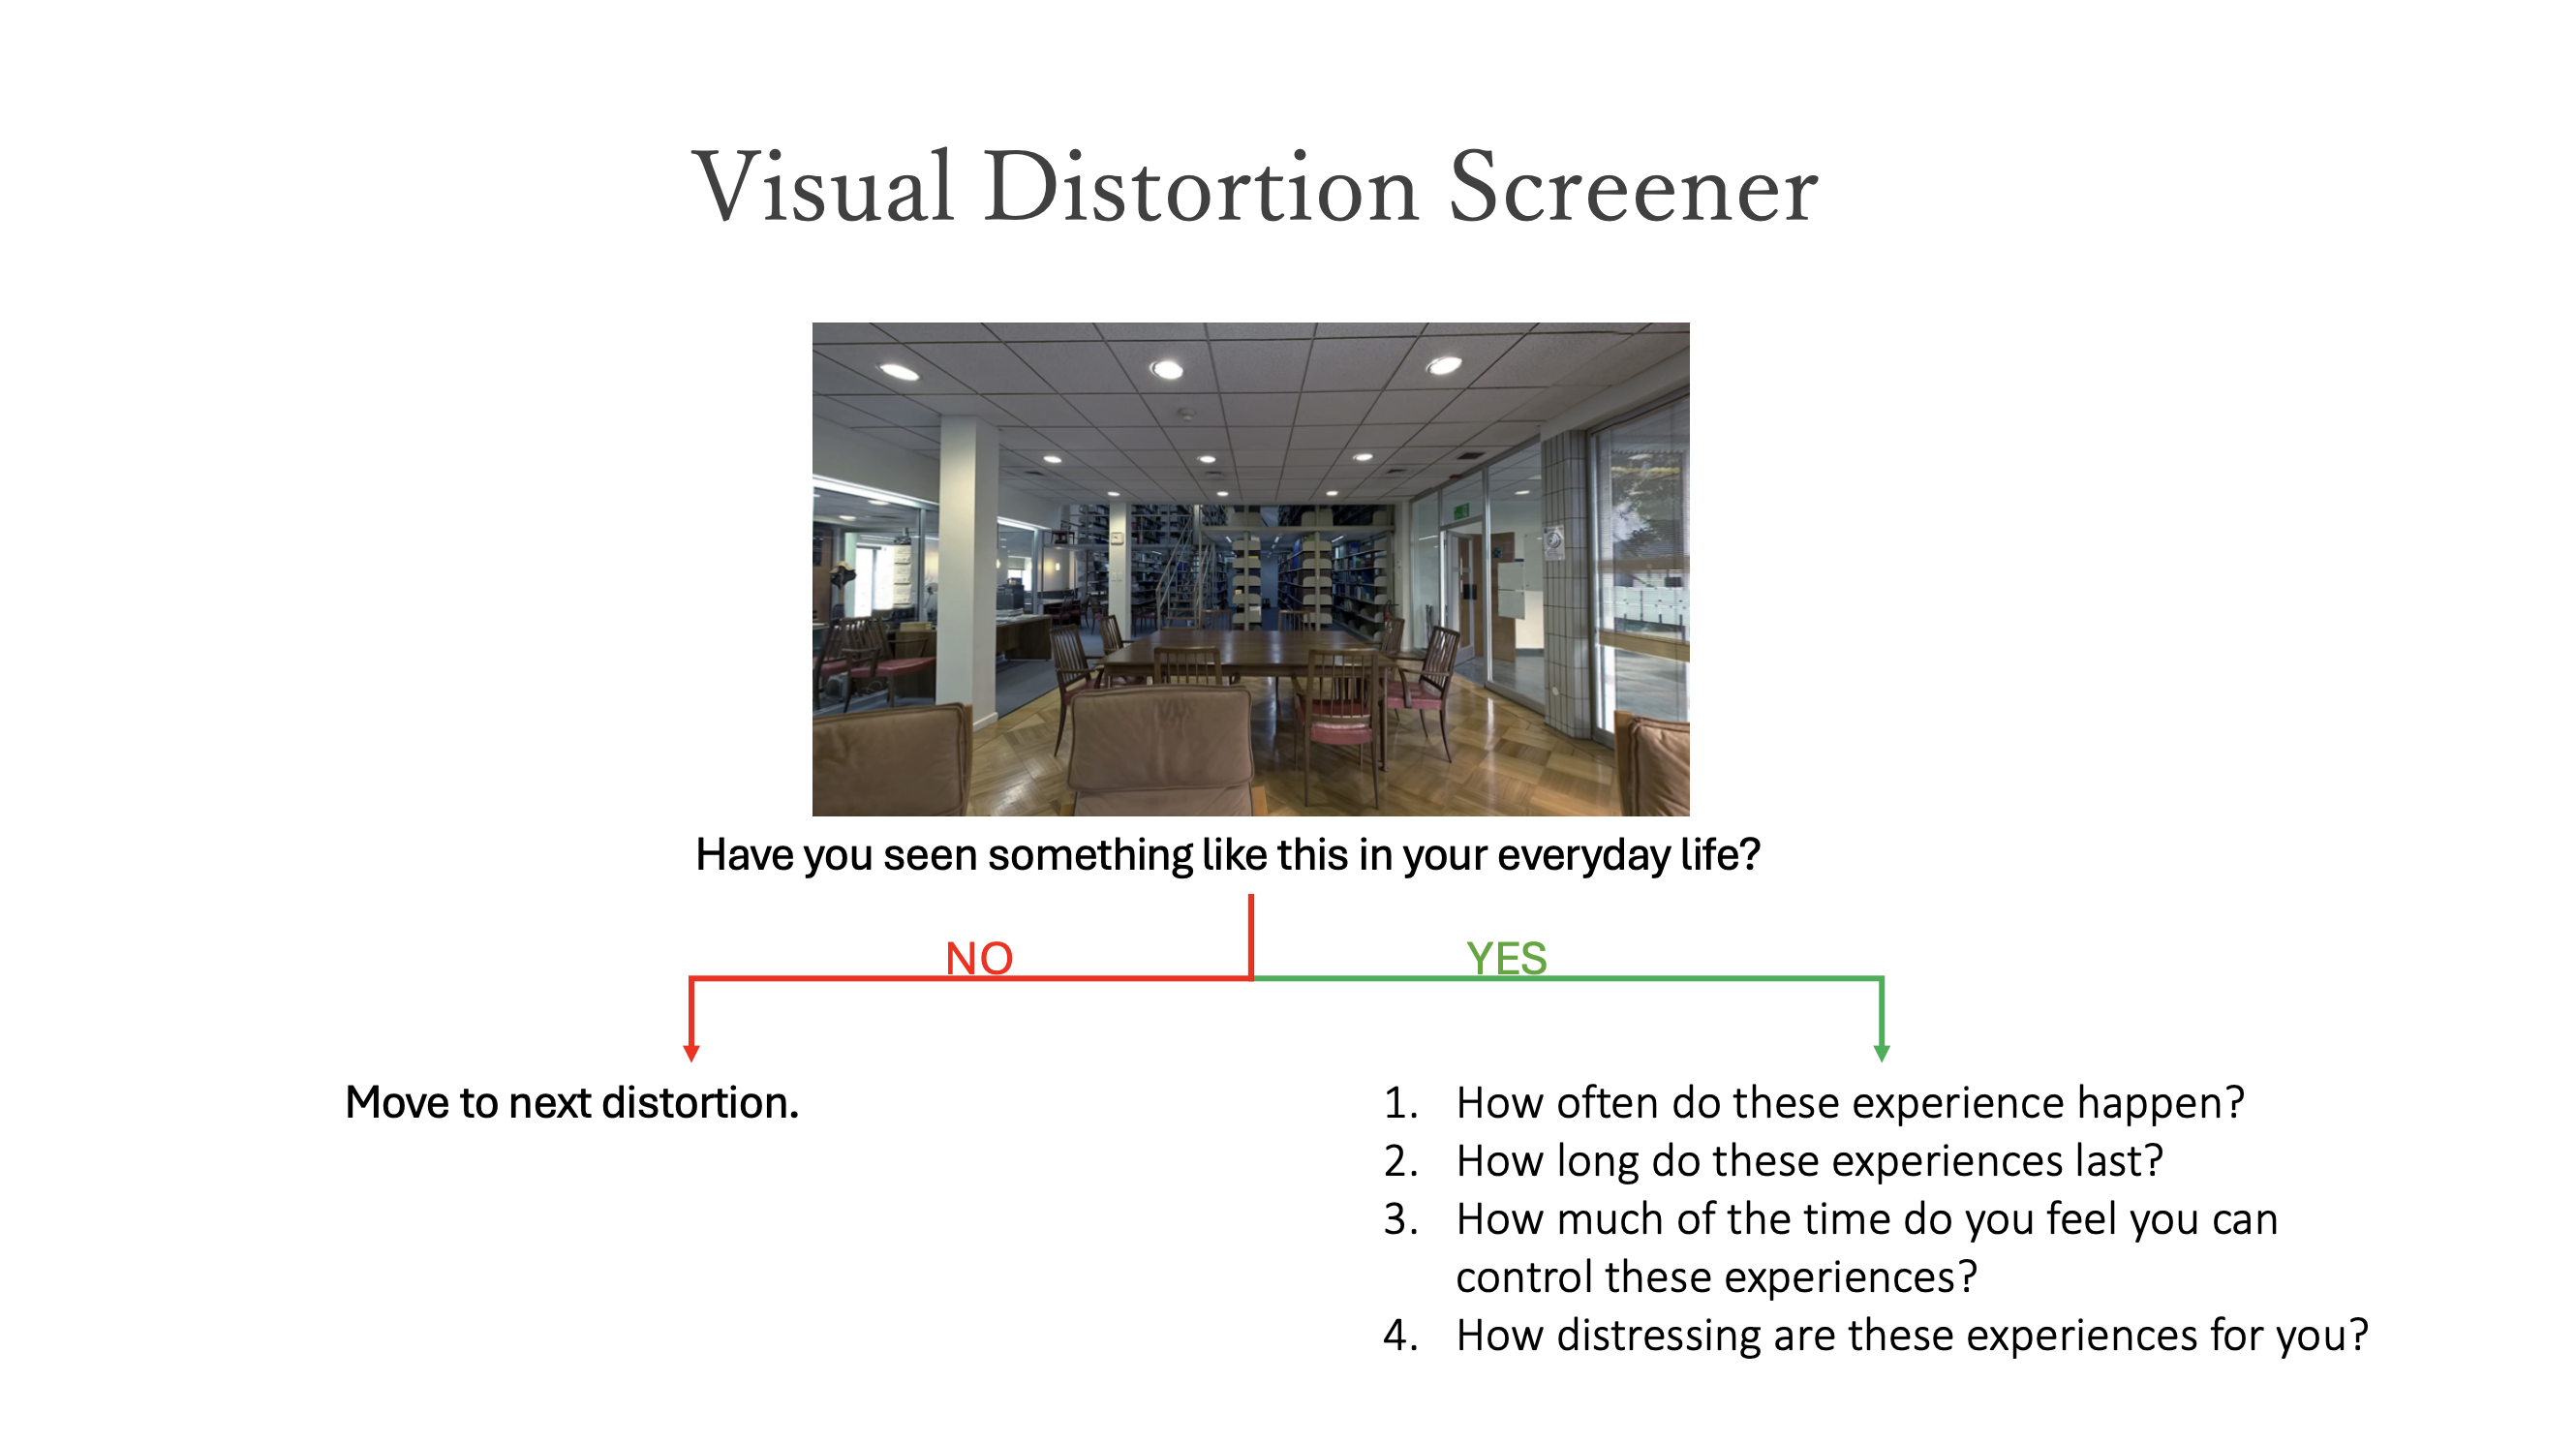 Visual Distortion Screener
Have you seen something like this in your everyday life?
NO
YES
Move to next distortion.
1. How often do these experience happen?
2. How long do these experiences last?
3. How much of the time do you feel you can
control these experiences?
4. How distressing are these experiences for you?